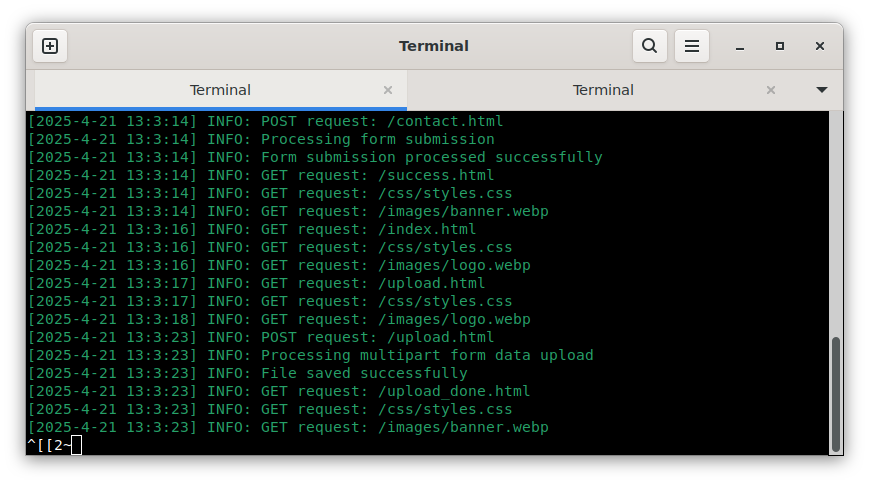 Terminal
Terminal
Terminal
[2025-4-21 13:3:14] INFO: POST request: /contact.html
[2025-4-21 13:3:14] INFO: Processing form submission
[2025-4-21 13:3:14] INFO: Form submission processed successfully
[2025-4-21 13:3:14] INFO: GET request: /success.html
[2025-4-21 13:3:14] INFO: GET request: /css/styles.css
[2025-4-21 13:3:14] INFO: GET request: /images/banner.webp
[2025-4-21 13:3:16] INFO: GET request: /index.html
[2025-4-21 13:3:16] INFO: GET request: /css/styles.css
[2025-4-21 13:3:16] INFO: GET request: /images/logo.webp
[2025-4-21 13:3:17] INFO: GET request: /upload.html
[2025-4-21 13:3:17] INFO: GET request: /css/styles.css
[2025-4-21 13:3:18] INFO: GET request: /images/logo.webp
[2025-4-21 13:3:23] INFO: POST request: /upload.html
[2025-4-21 13:3:23] INFO: Processing multipart form data upload
[2025-4-21 13:3:23] INFO: File saved successfully
[2025-4-21 13:3:23] INFO: GET request: /upload_done.html
[2025-4-21 13:3:23] INFO: GET request: /css/styles.css
[2025-4-21 13:3:23] INFO: GET request: /images/banner.webp
^[[2~